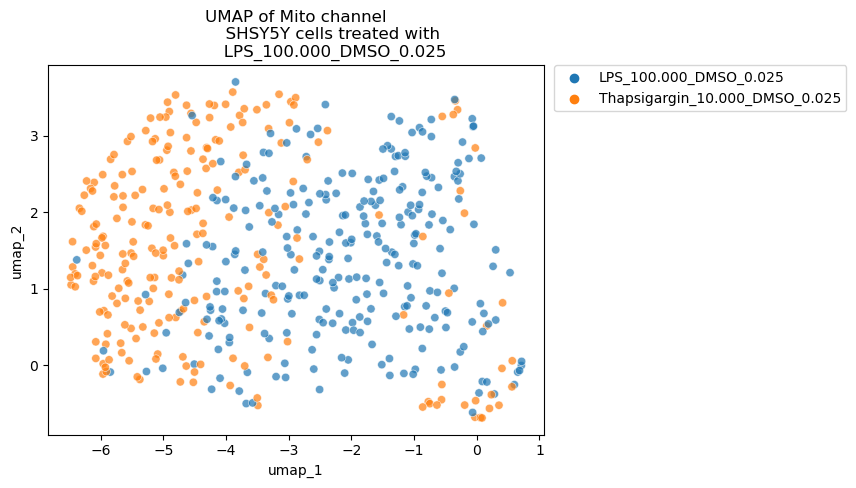 UMAP of Mito channel
SHSY5Y cells treated with
LPS_100.000_DMSO_0.025
LPS_100.000_DMSO_0.025
Thapsigargin_10.000_DMSO_0.025
umap_2
3
2
1
0
−6
−5
−4
−3
−2
−1
0
1
umap_1